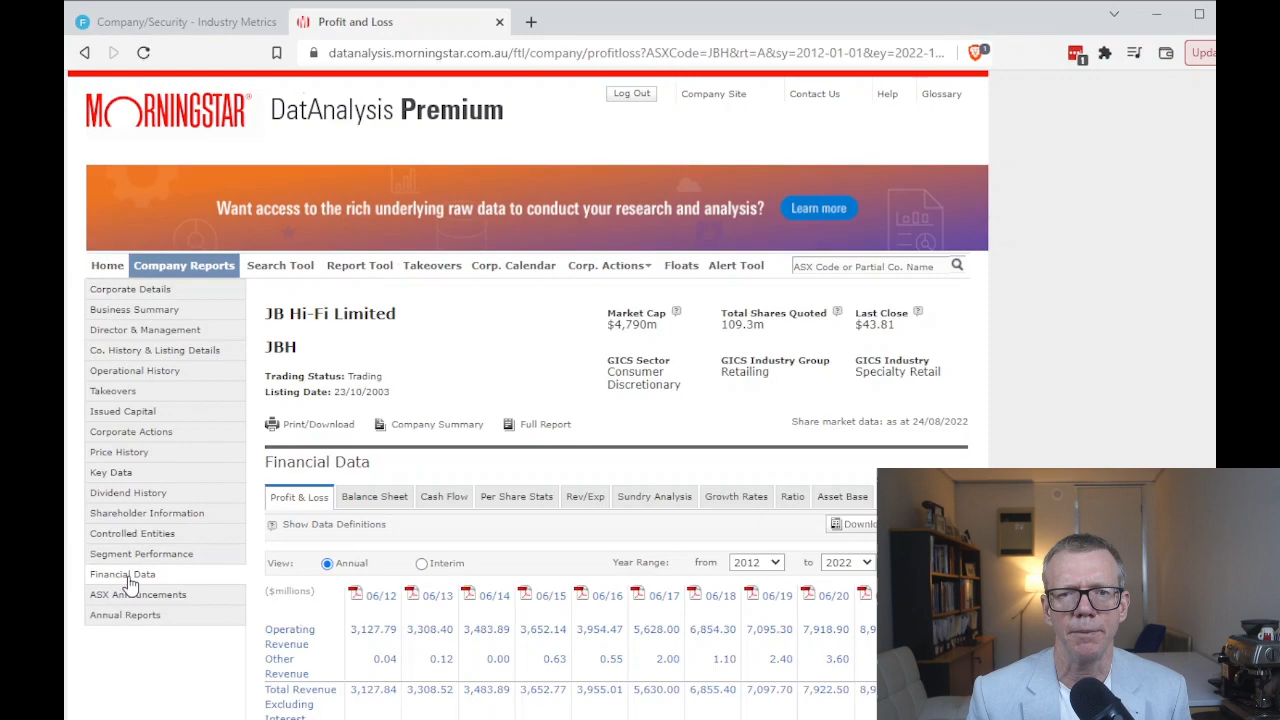 Company/Security - Industry Metrics
Profit and Loss
datanalysis.morningstar.com.au/ftl/company/profitloss?ASXCode=JBH&rt=A&sy=2012-01-01&ey=2022-1...
1
1
Upda
MORNINGSTAR® DatAnalysis Premium
Log Out
Company Site
Contact Us
Help
Glossary
Want access to the rich underlying raw data to conduct your research and analysis?
Learn more
Home
Company Reports
Search Tool
Report Tool
Takeovers
Corp. Calendar
Corp. Actions
Floats
Alert Tool
ASX Code or Partial Co. Name
Corporate Details
Business Summary
Director & Management
Co. History & Listing Details
Operational History
Takeovers
Issued Capital
Corporate Actions
Price History
Key Data
Dividend History
Shareholder Information
Controlled Entities
Segment Performance
Financial Data
ASX Announcements
Annual Reports
JB Hi-Fi Limited
JBH
Trading Status: Trading
Listing Date: 23/10/2003
Market Cap ?
$4,790m
Total Shares Quoted ?
109.3m
Last Close ?
$43.81
GICS Sector
Consumer
Discretionary
GICS Industry Group
Retailing
GICS Industry
Specialty Retail
Print/Download
Company Summary
Full Report
Share market data: as at 24/08/2022
Financial Data
Profit & Loss
Balance Sheet
Cash Flow
Per Share Stats
Rev/Exp
Sundry Analysis
Growth Rates
Ratio
Asset Base
? Show Data Definitions
Downlo
View: Annual Interim
Year Range: from 2012 to 2022
($millions) 06/12 06/13 06/14 06/15 06/16 06/17 06/18 06/19 06/20
Operating Revenue 3,127.79 3,308.40 3,483.89 3,652.14 3,954.47 5,628.00 6,854.30 7,095.30 7,918.90 8,9
Other Revenue 0.04 0.12 0.00 0.63 0.55 2.00 1.10 2.40 3.60
Total Revenue 3,127.84 3,308.52 3,483.89 3,652.77 3,955.01 5,630.00 6,855.40 7,097.70 7,922.50 8,9
Excluding
Interest